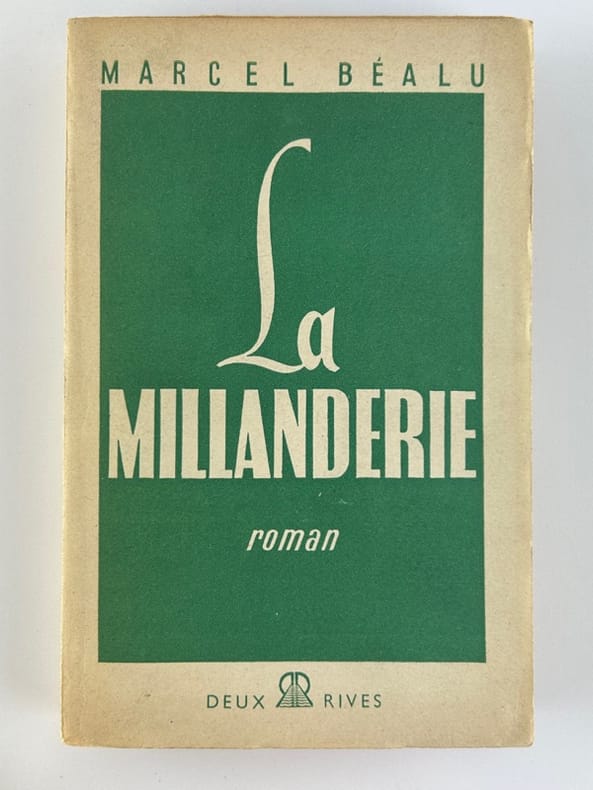 MARCEL BÉALU
La
MILLANDERIE
roman
DEUX RIVES